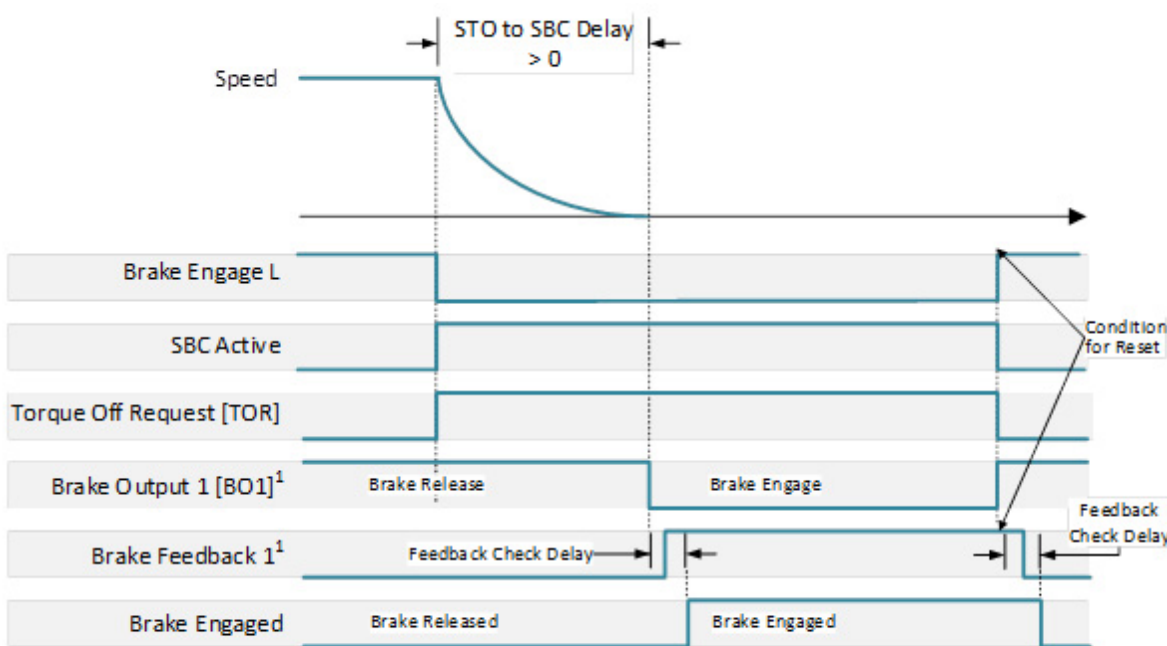 STO to SBC Delay
> 0
Speed
Brake Engage L
SBC Active
Condition
for Reset
Torque Off Request [TOR]
Brake Output 1 [BO1]¹
Brake Release
Brake Engage
Feedback
Check Delay
Brake Feedback 1¹
Feedback Check Delay
Brake Engaged
Brake Released
Brake Engaged